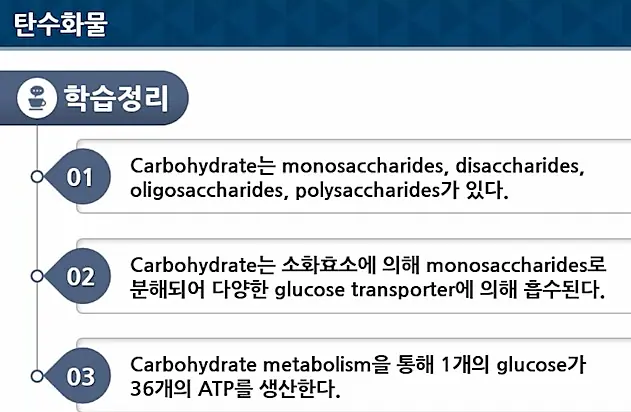 탄수화물
학습정리
01
Carbohydrate는 monosaccharides, disaccharides,
oligosaccharides, polysaccharides가 있다.
02
Carbohydrate는 소화효소에 의해 monosaccharides로
분해되어 다양한 glucose transporter에 의해 흡수된다.
03
Carbohydrate metabolism을 통해 1개의 glucose가
36개의 ATP를 생산한다.